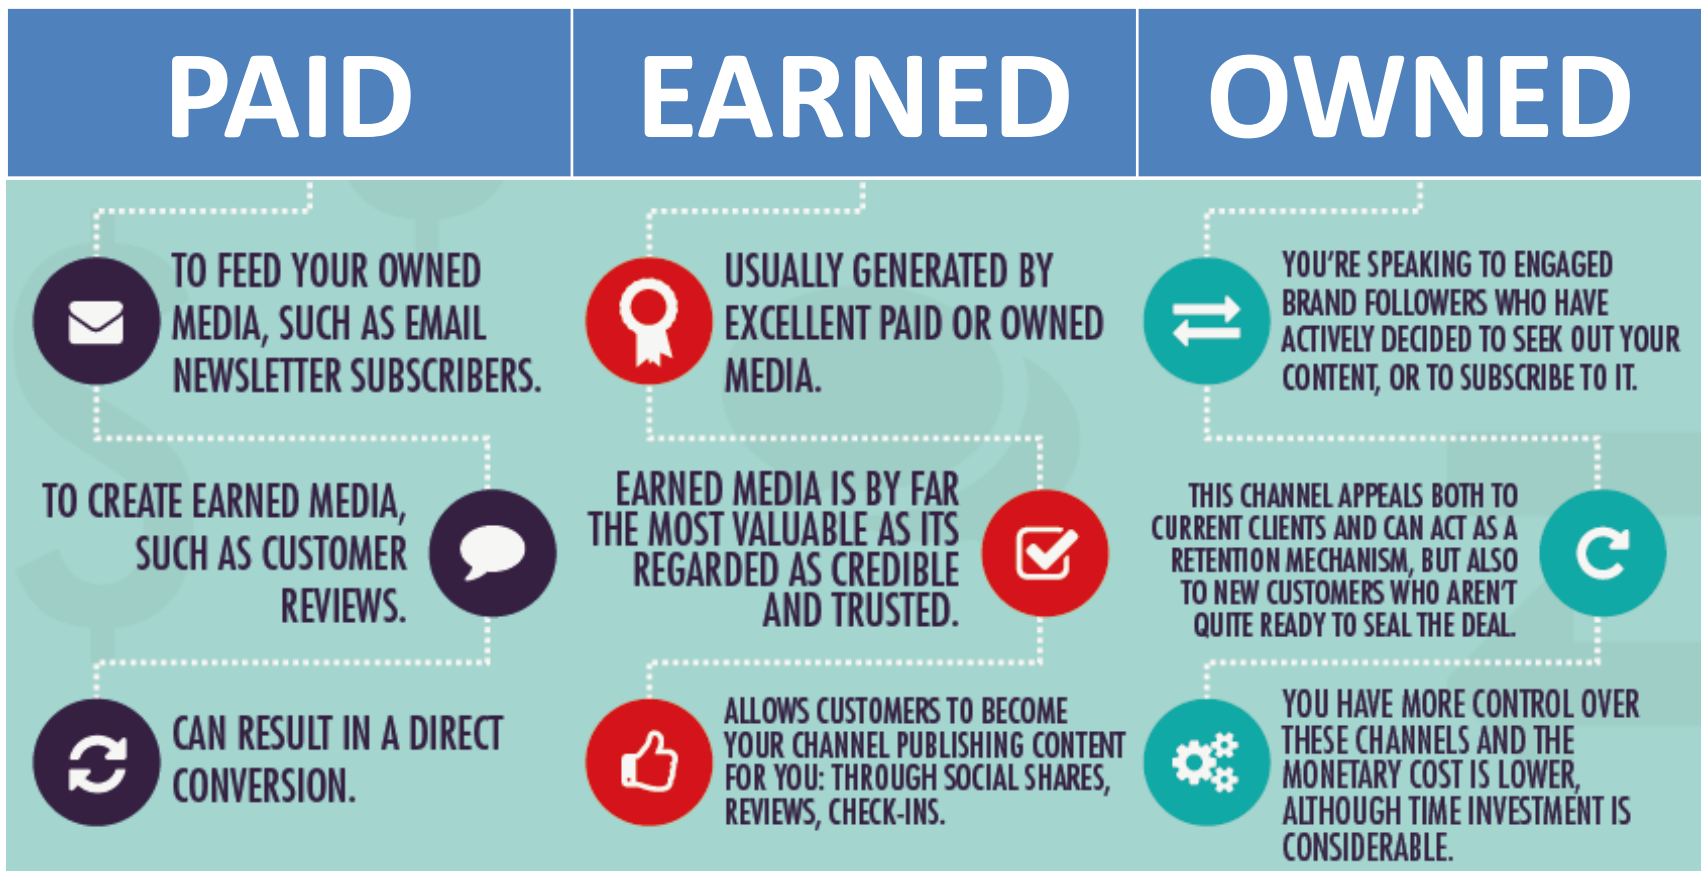 PAID
TO FEED YOUR OWNED
MEDIA, SUCH AS EMAIL
NEWSLETTER SUBSCRIBERS.
TO CREATE EARNED MEDIA,
SUCH AS CUSTOMER
REVIEWS.
CAN RESULT IN A DIRECT
CONVERSION.
EARNED
USUALLY GENERATED BY
EXCELLENT PAID OR OWNED
MEDIA.
EARNED MEDIA IS BY FAR
THE MOST VALUABLE AS ITS
REGARDED AS CREDIBLE
AND TRUSTED.
ALLOWS CUSTOMERS TO BECOME
YOUR CHANNEL PUBLISHING CONTENT
FOR YOU: THROUGH SOCIAL SHARES,
REVIEWS, CHECK-INS.
OWNED
YOU'RE SPEAKING TO ENGAGED
BRAND FOLLOWERS WHO HAVE
ACTIVELY DECIDED TO SEEK OUT YOUR
CONTENT, OR TO SUBSCRIBE TO IT.
THIS CHANNEL APPEALS BOTH TO
CURRENT CLIENTS AND CAN ACT AS A
RETENTION MECHANISM, BUT ALSO
TO NEW CUSTOMERS WHO AREN'T
QUITE READY TO SEAL THE DEAL.
YOU HAVE MORE CONTROL OVER
THESE CHANNELS AND THE
MONETARY COST IS LOWER,
ALTHOUGH TIME INVESTMENT IS
CONSIDERABLE.